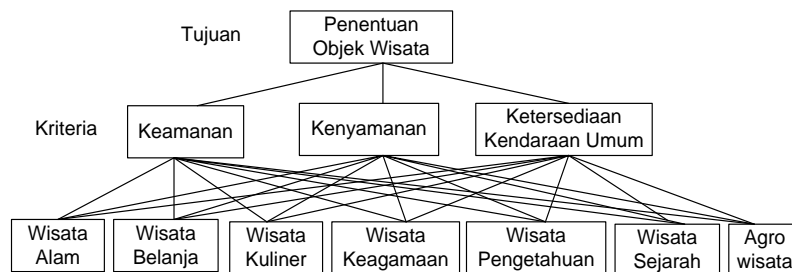 Tujuan
Penentuan
Objek Wisata
Kriteria
Keamanan
Kenyamanan
Ketersediaan
Kendaraan Umum
Wisata
Alam
Wisata
Belanja
Wisata
Kuliner
Wisata
Keagamaan
Wisata
Pengetahuan
Wisata
Sejarah
Agro
wisata